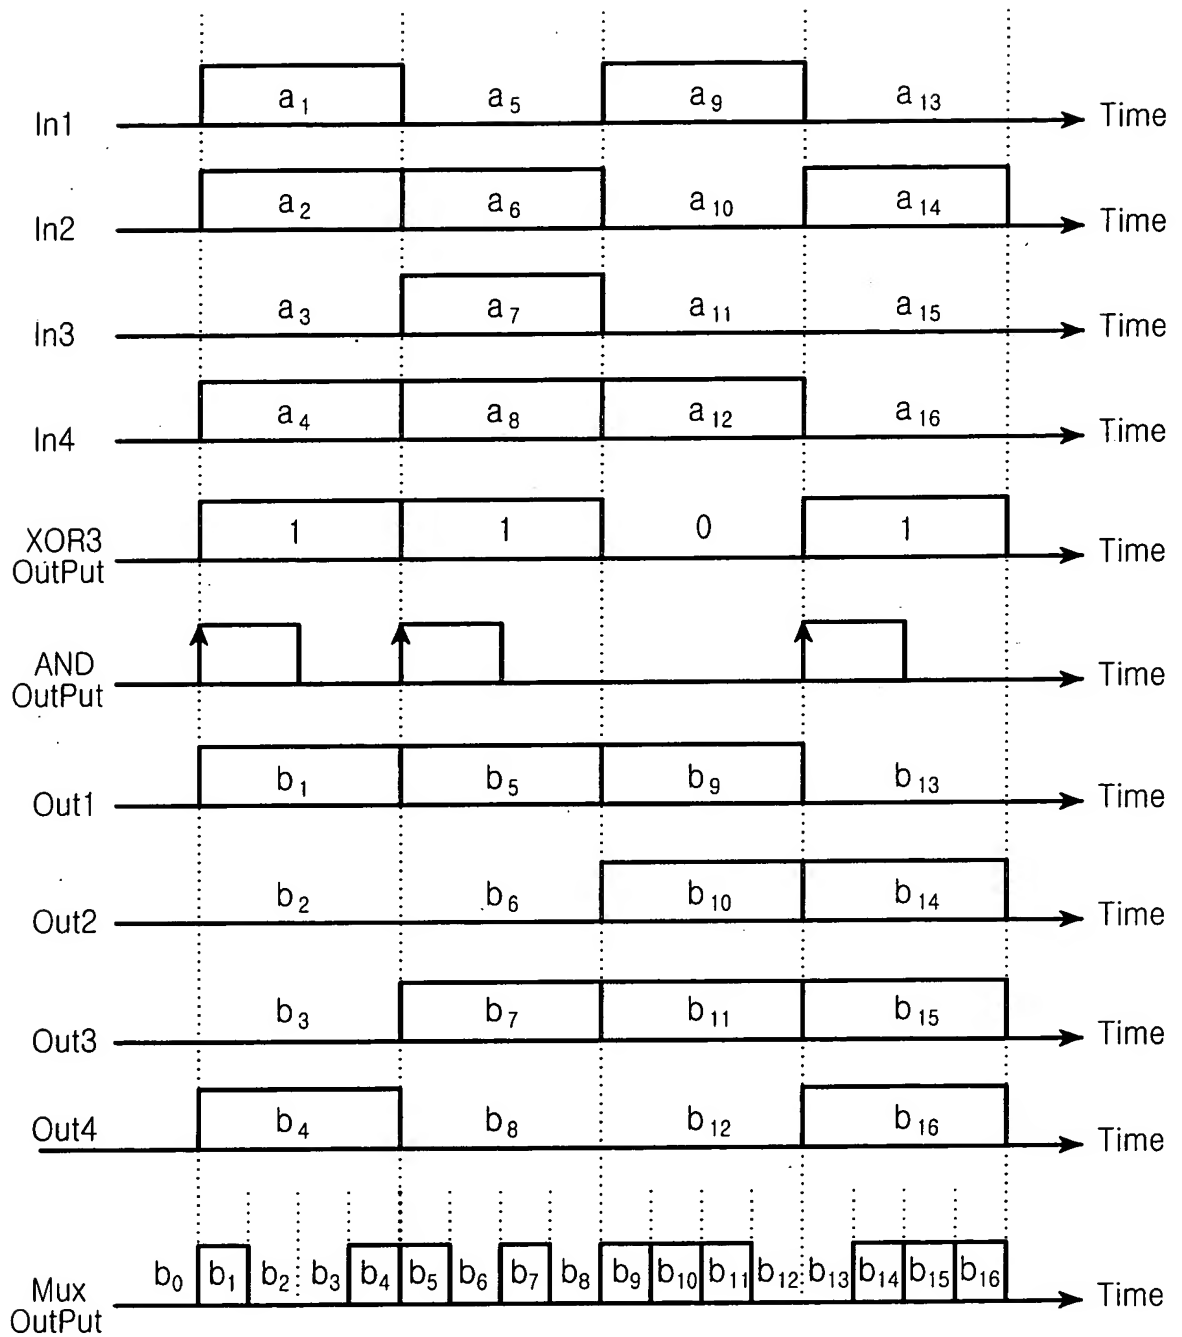 In1 a1 a5 a9 a13 Time
In2 a2 a6 a10 a14 Time
In3 a3 a7 a11 a15 Time
In4 a4 a8 a12 a16 Time
XOR3
OutPut 1 1 0 1 Time
AND
OutPut Time
Out1 b1 b5 b9 b13 Time
Out2 b2 b6 b10 b14 Time
Out3 b3 b7 b11 b15 Time
Out4 b4 b8 b12 b16 Time
Mux
OutPut b0 b1 b2 b3 b4 b5 b6 b7 b8 b9 b10 b11 b12 b13 b14 b15 b16 Time